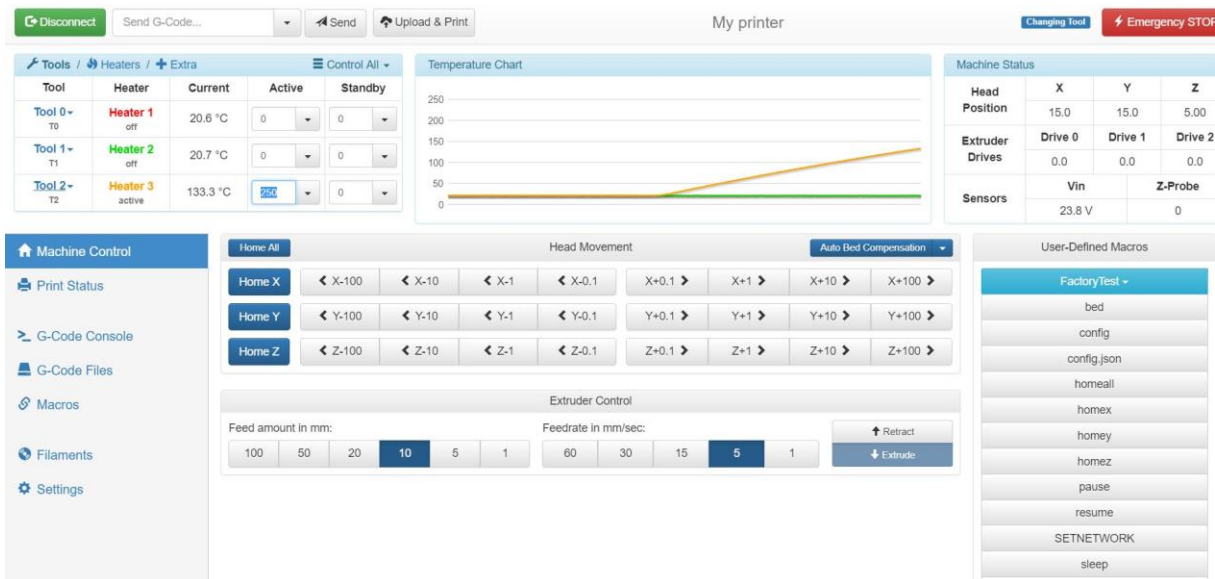 Disconnect Send G-Code... Send Upload & Print My printer Changing Tool Emergency STOP
Tools / Heaters / Extra Control All
Tool Heater Current Active Standby
Tool 0 Heater 1 20.6 °C 0 0
T0 off
Tool 1 Heater 2 20.7 °C 0 0
T1 off
Tool 2 Heater 3 133.3 °C 250 0
T2 active
Temperature Chart
250
200
150
100
50
0
Machine Status
Head Position X Y Z
15.0 15.0 5.00
Extruder Drives Drive 0 Drive 1 Drive 2
0.0 0.0 0.0
Sensors Vin Z-Probe
23.8 V 0
Machine Control
Print Status
G-Code Console
G-Code Files
Macros
Filaments
Settings
Home All Head Movement Auto Bed Compensation
Home X X-100 X-10 X-1 X-0.1 X+0.1 X+1 X+10 X+100
Home Y Y-100 Y-10 Y-1 Y-0.1 Y+0.1 Y+1 Y+10 Y+100
Home Z Z-100 Z-10 Z-1 Z-0.1 Z+0.1 Z+1 Z+10 Z+100
Extruder Control
Feed amount in mm: Feedrate in mm/sec: Retract
100 50 20 10 5 1 60 30 15 5 1 Extrude
User-Defined Macros
FactoryTest
bed
config
config.json
homeall
homex
homey
homez
pause
resume
SETNETWORK
sleep